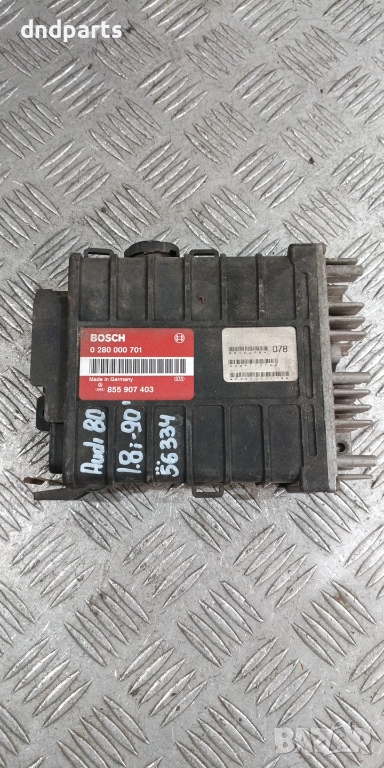 dndparts
BOSCH
0 280 000 701
Made in Germany
855 907 403
078
Audi 80
1.8i-90
56334
BAZAR